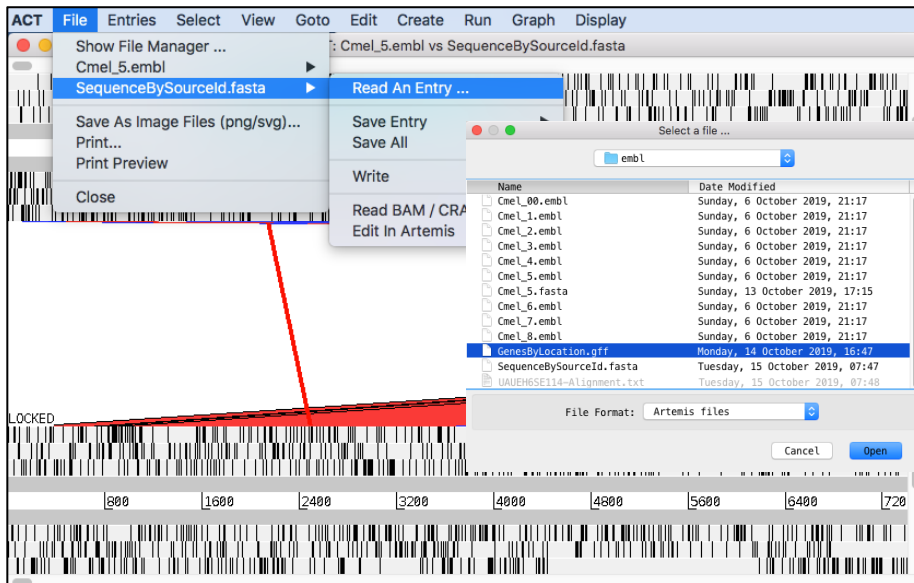 ACT File Entries Select View Goto Edit Create Run Graph Display
T: Cmel_5.embl vs SequenceBySourceId.fasta
Show File Manager ...
Cmel_5.embl
SequenceBySourceId.fasta
Save As Image Files (png/svg)...
Print...
Print Preview
Close
Read An Entry ...
Save Entry
Save All
Write
Read BAM / CRA
Edit In Artemis
Select a file ...
embl
Name Date Modified
Cmel_00.embl Sunday, 6 October 2019, 21:17
Cmel_1.embl Sunday, 6 October 2019, 21:17
Cmel_2.embl Sunday, 6 October 2019, 21:17
Cmel_3.embl Sunday, 6 October 2019, 21:17
Cmel_4.embl Sunday, 6 October 2019, 21:17
Cmel_5.embl Sunday, 6 October 2019, 21:17
Cmel_5.fasta Sunday, 13 October 2019, 17:15
Cmel_6.embl Sunday, 6 October 2019, 21:17
Cmel_7.embl Sunday, 6 October 2019, 21:17
Cmel_8.embl Sunday, 6 October 2019, 21:17
GenesByLocation.gff Monday, 14 October 2019, 16:47
SequenceBySourceId.fasta Tuesday, 15 October 2019, 07:47
UAUEH6SE114-Alignment.txt Tuesday, 15 October 2019, 07:48
File Format: Artemis files
Cancel Open
LOCKED
800 1600 2400 3200 4000 4800 5600 6400 720